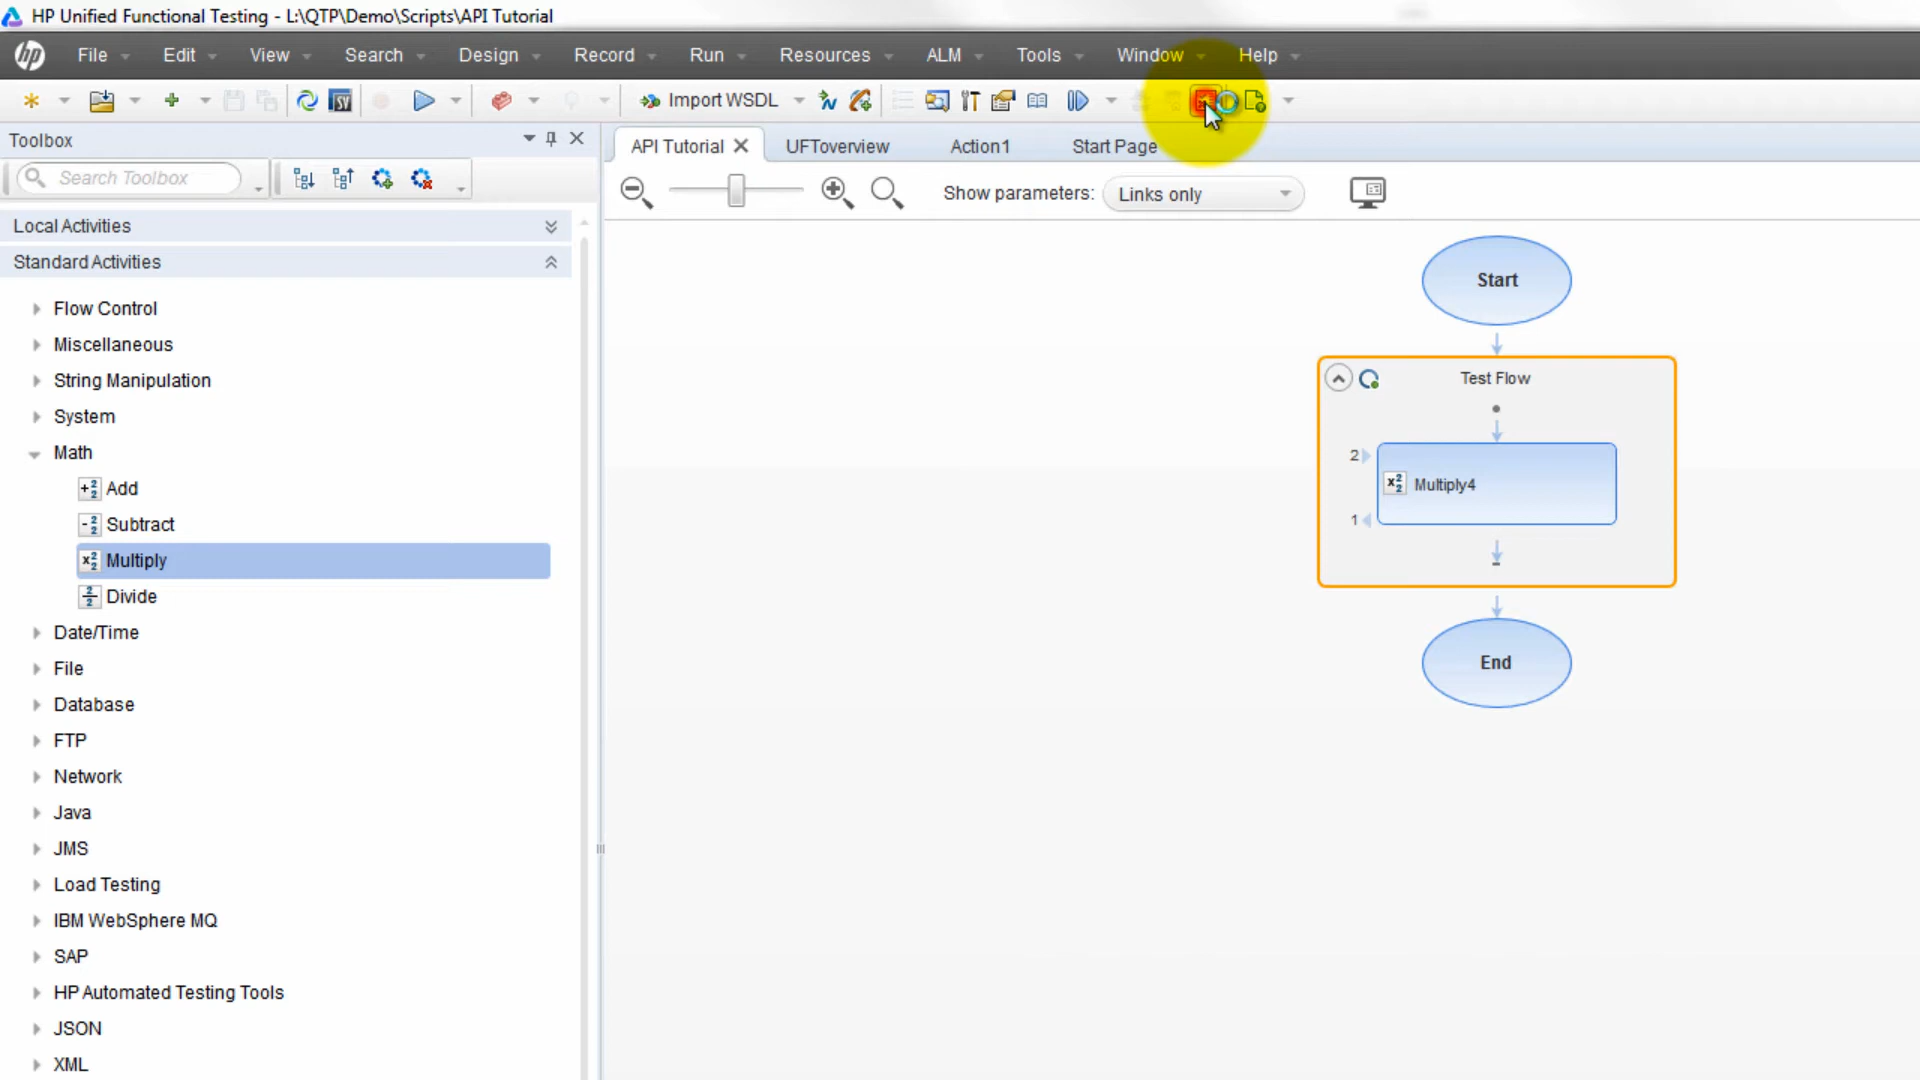 HP Unified Functional Testing - L:\QTP\Demo\Scripts\API Tutorial
hp File Edit View Search Design Record Run Resources ALM Tools Window Help
SV Import WSDL
Toolbox
API Tutorial UFToverview Action1 Start Page
Search Toolbox
Show parameters: Links only
Local Activities
Standard Activities
Flow Control
Miscellaneous
String Manipulation
System
Math
Add
Subtract
Multiply
Divide
Date/Time
File
Database
FTP
Network
Java
JMS
Load Testing
IBM WebSphere MQ
SAP
HP Automated Testing Tools
JSON
XML
Start
Test Flow
2
Multiply4
1
End